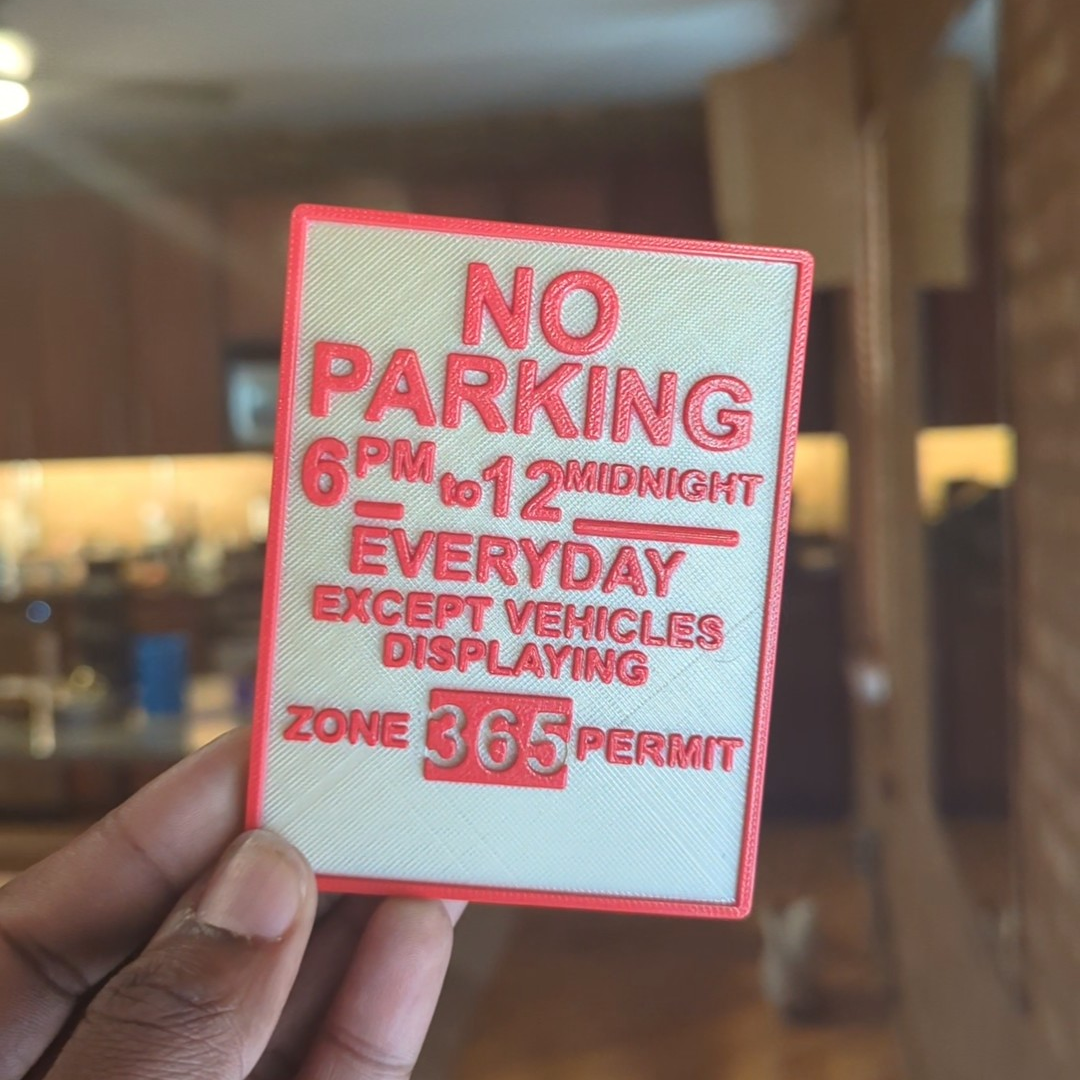 NO
PARKING
6PM to 12MIDNIGHT
EVERYDAY
EXCEPT VEHICLES
DISPLAYING
ZONE 365 PERMIT